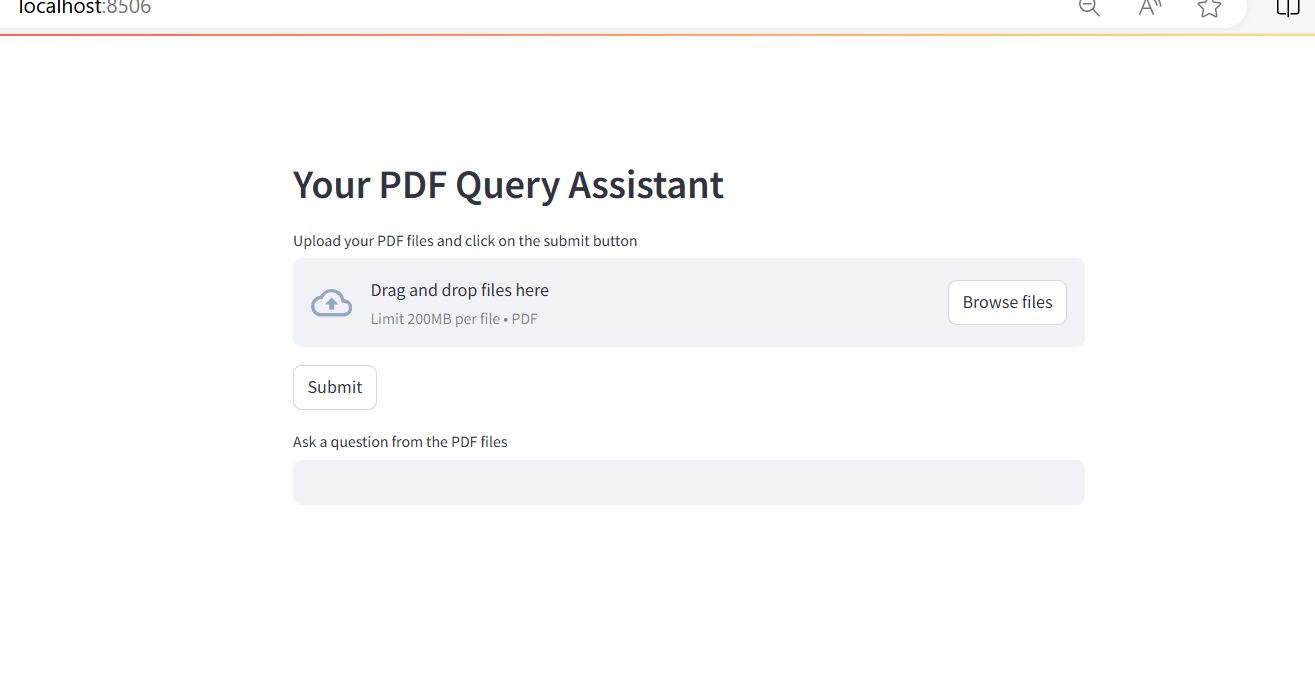 localhost:8506
Your PDF Query Assistant
Upload your PDF files and click on the submit button
Drag and drop files here
Limit 200MB per file • PDF
Browse files
Submit
Ask a question from the PDF files